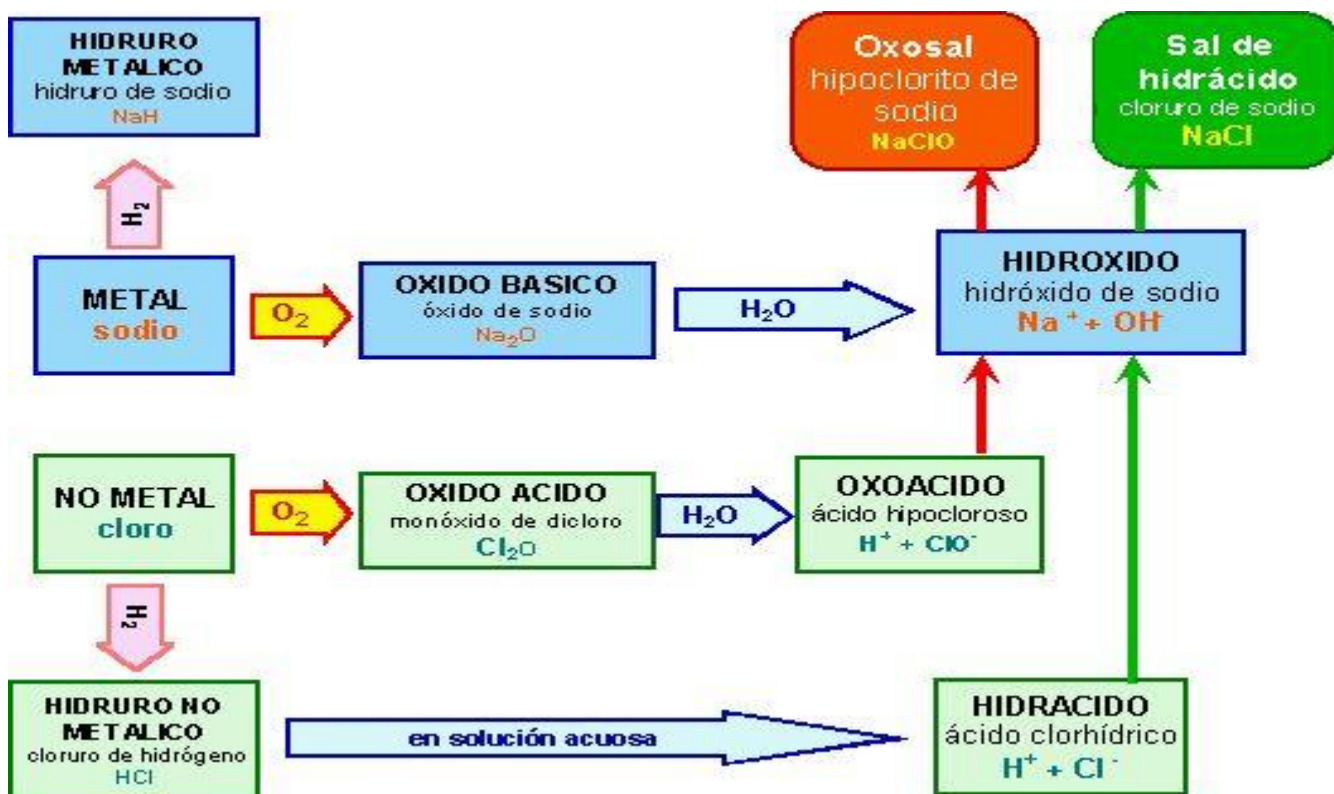 HIDRURO
METALICO
hidruro de sodio
NaH
Oxosal
hipoclorito de
sodio
NaClO
Sal de
hidrácido
cloruro de sodio
NaCl
H₂
METAL
sodio
O₂
OXIDO BASICO
óxido de sodio
Na₂O
H₂O
HIDROXIDO
hidróxido de sodio
Na⁺ + OH⁻
NO METAL
cloro
O₂
OXIDO ACIDO
monóxido de dicloro
Cl₂O
H₂O
OXOACIDO
ácido hipocloroso
H⁺ + ClO⁻
H₂
HIDRURO NO
METALICO
cloruro de hidrógeno
HCl
en solución acuosa
HIDRACIDO
ácido clorhídrico
H⁺ + Cl⁻